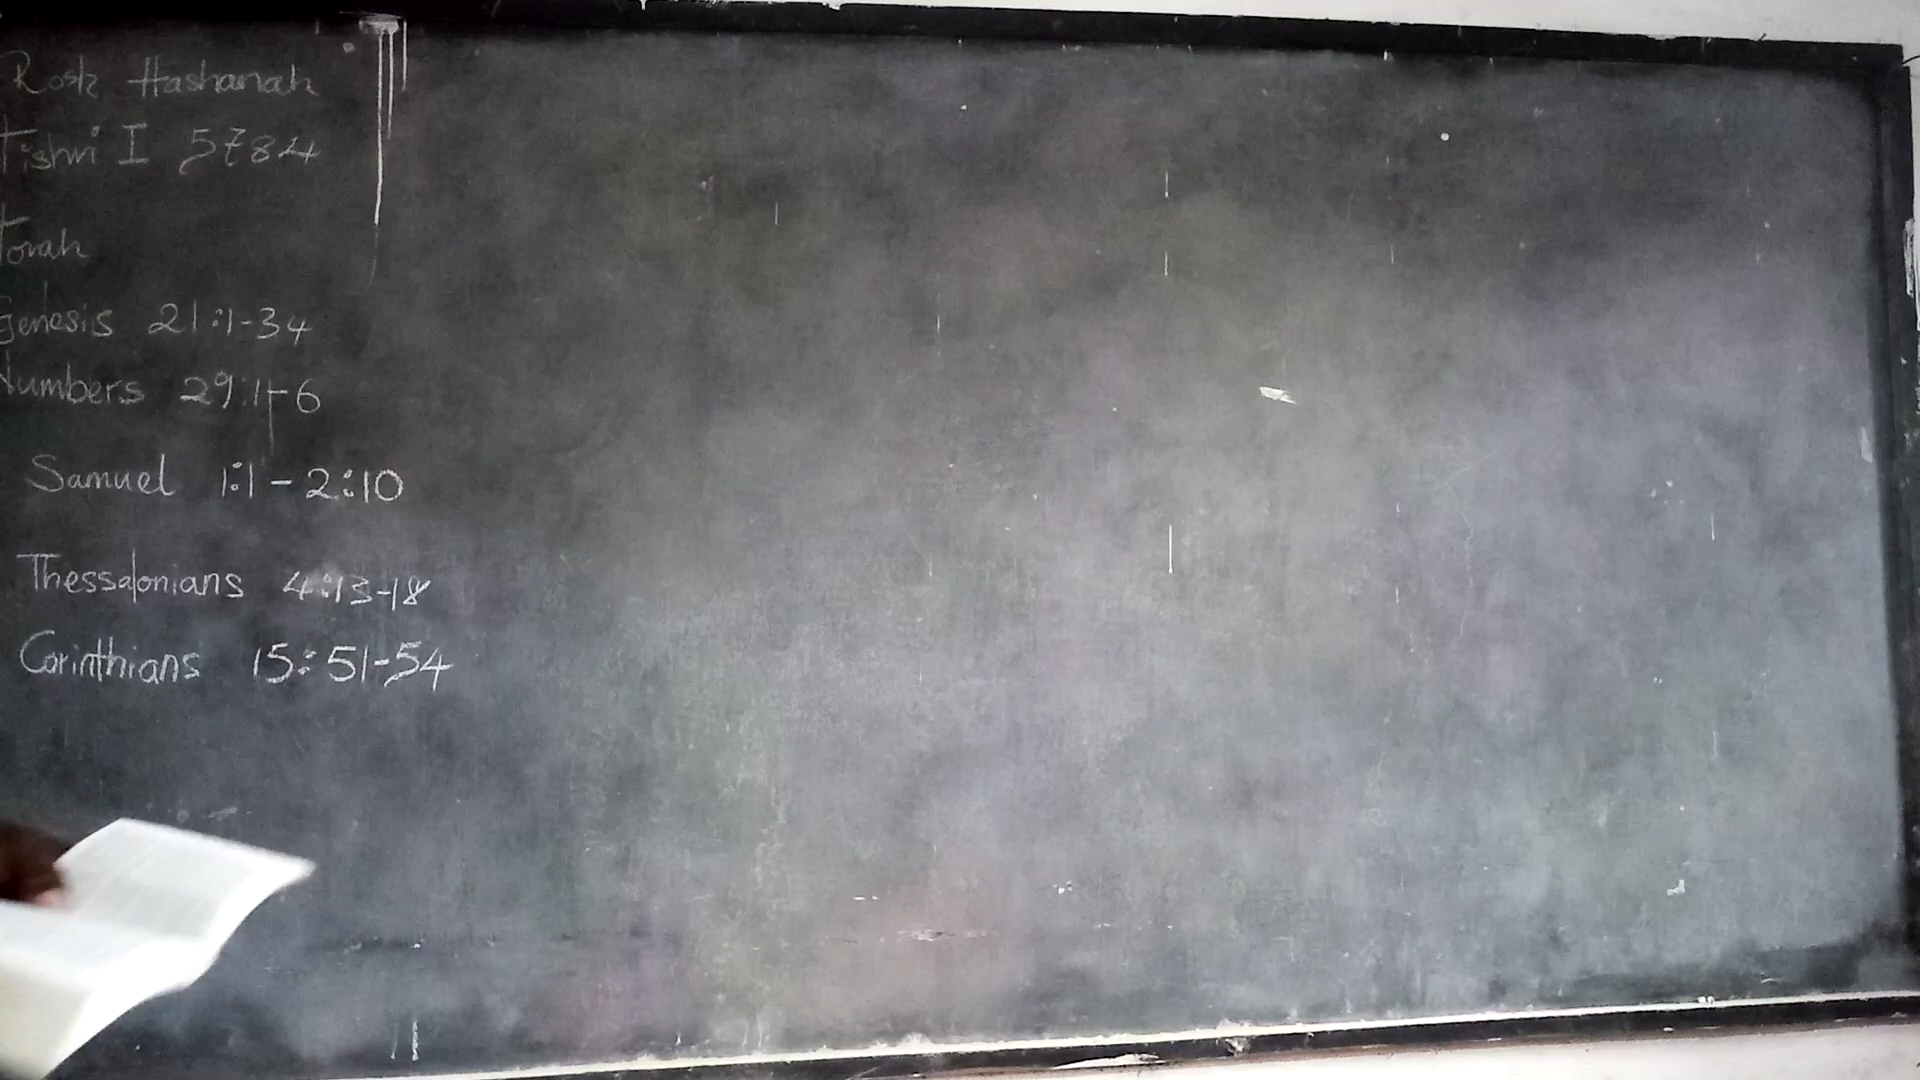 Rosh Hashanah
Tishri I 5784
Torah
Genesis 21:1-34
Numbers 29:1-6
Samuel 1:1 - 2:10
Thessalonians 4:13-18
Corinthians 15:51-54